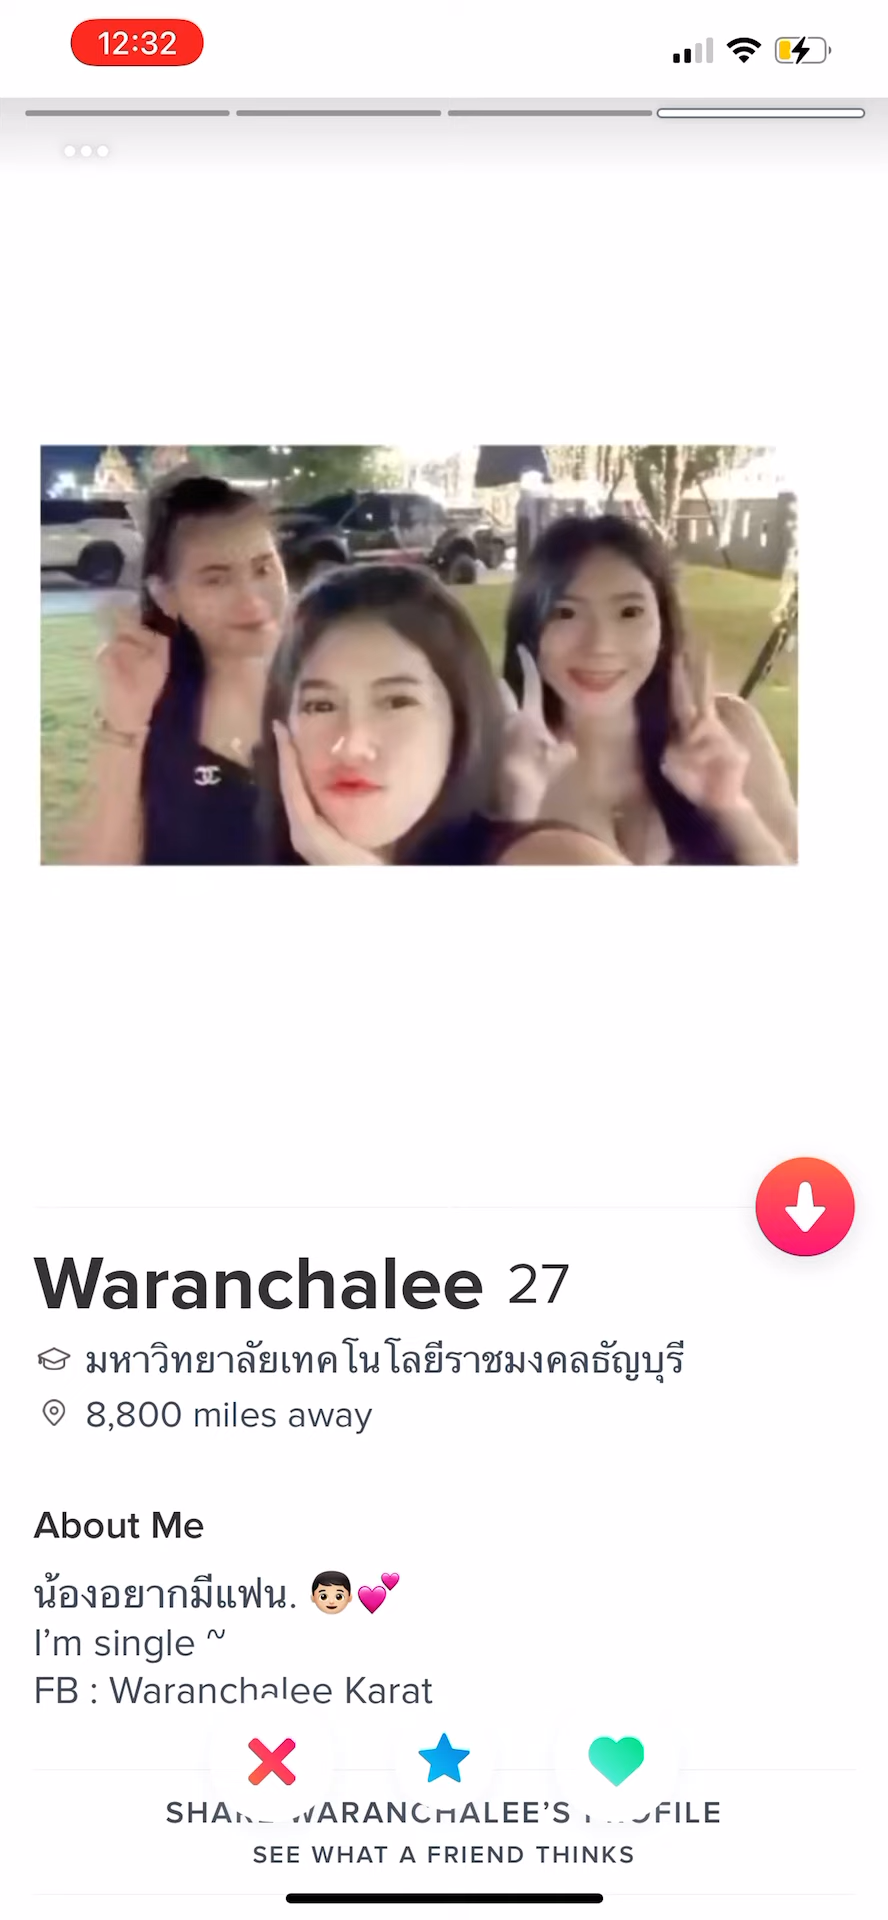 12:32
Waranchalee 27
มหาวิทยาลัยเทคโนโลยีราชมงคลธัญบุรี
8,800 miles away
About Me
น้องอยากมีแฟน. 👦🏻💕
I'm single ~
FB : Waranchalee Karat
SHARE WARANCHALEE'S PROFILE
SEE WHAT A FRIEND THINKS